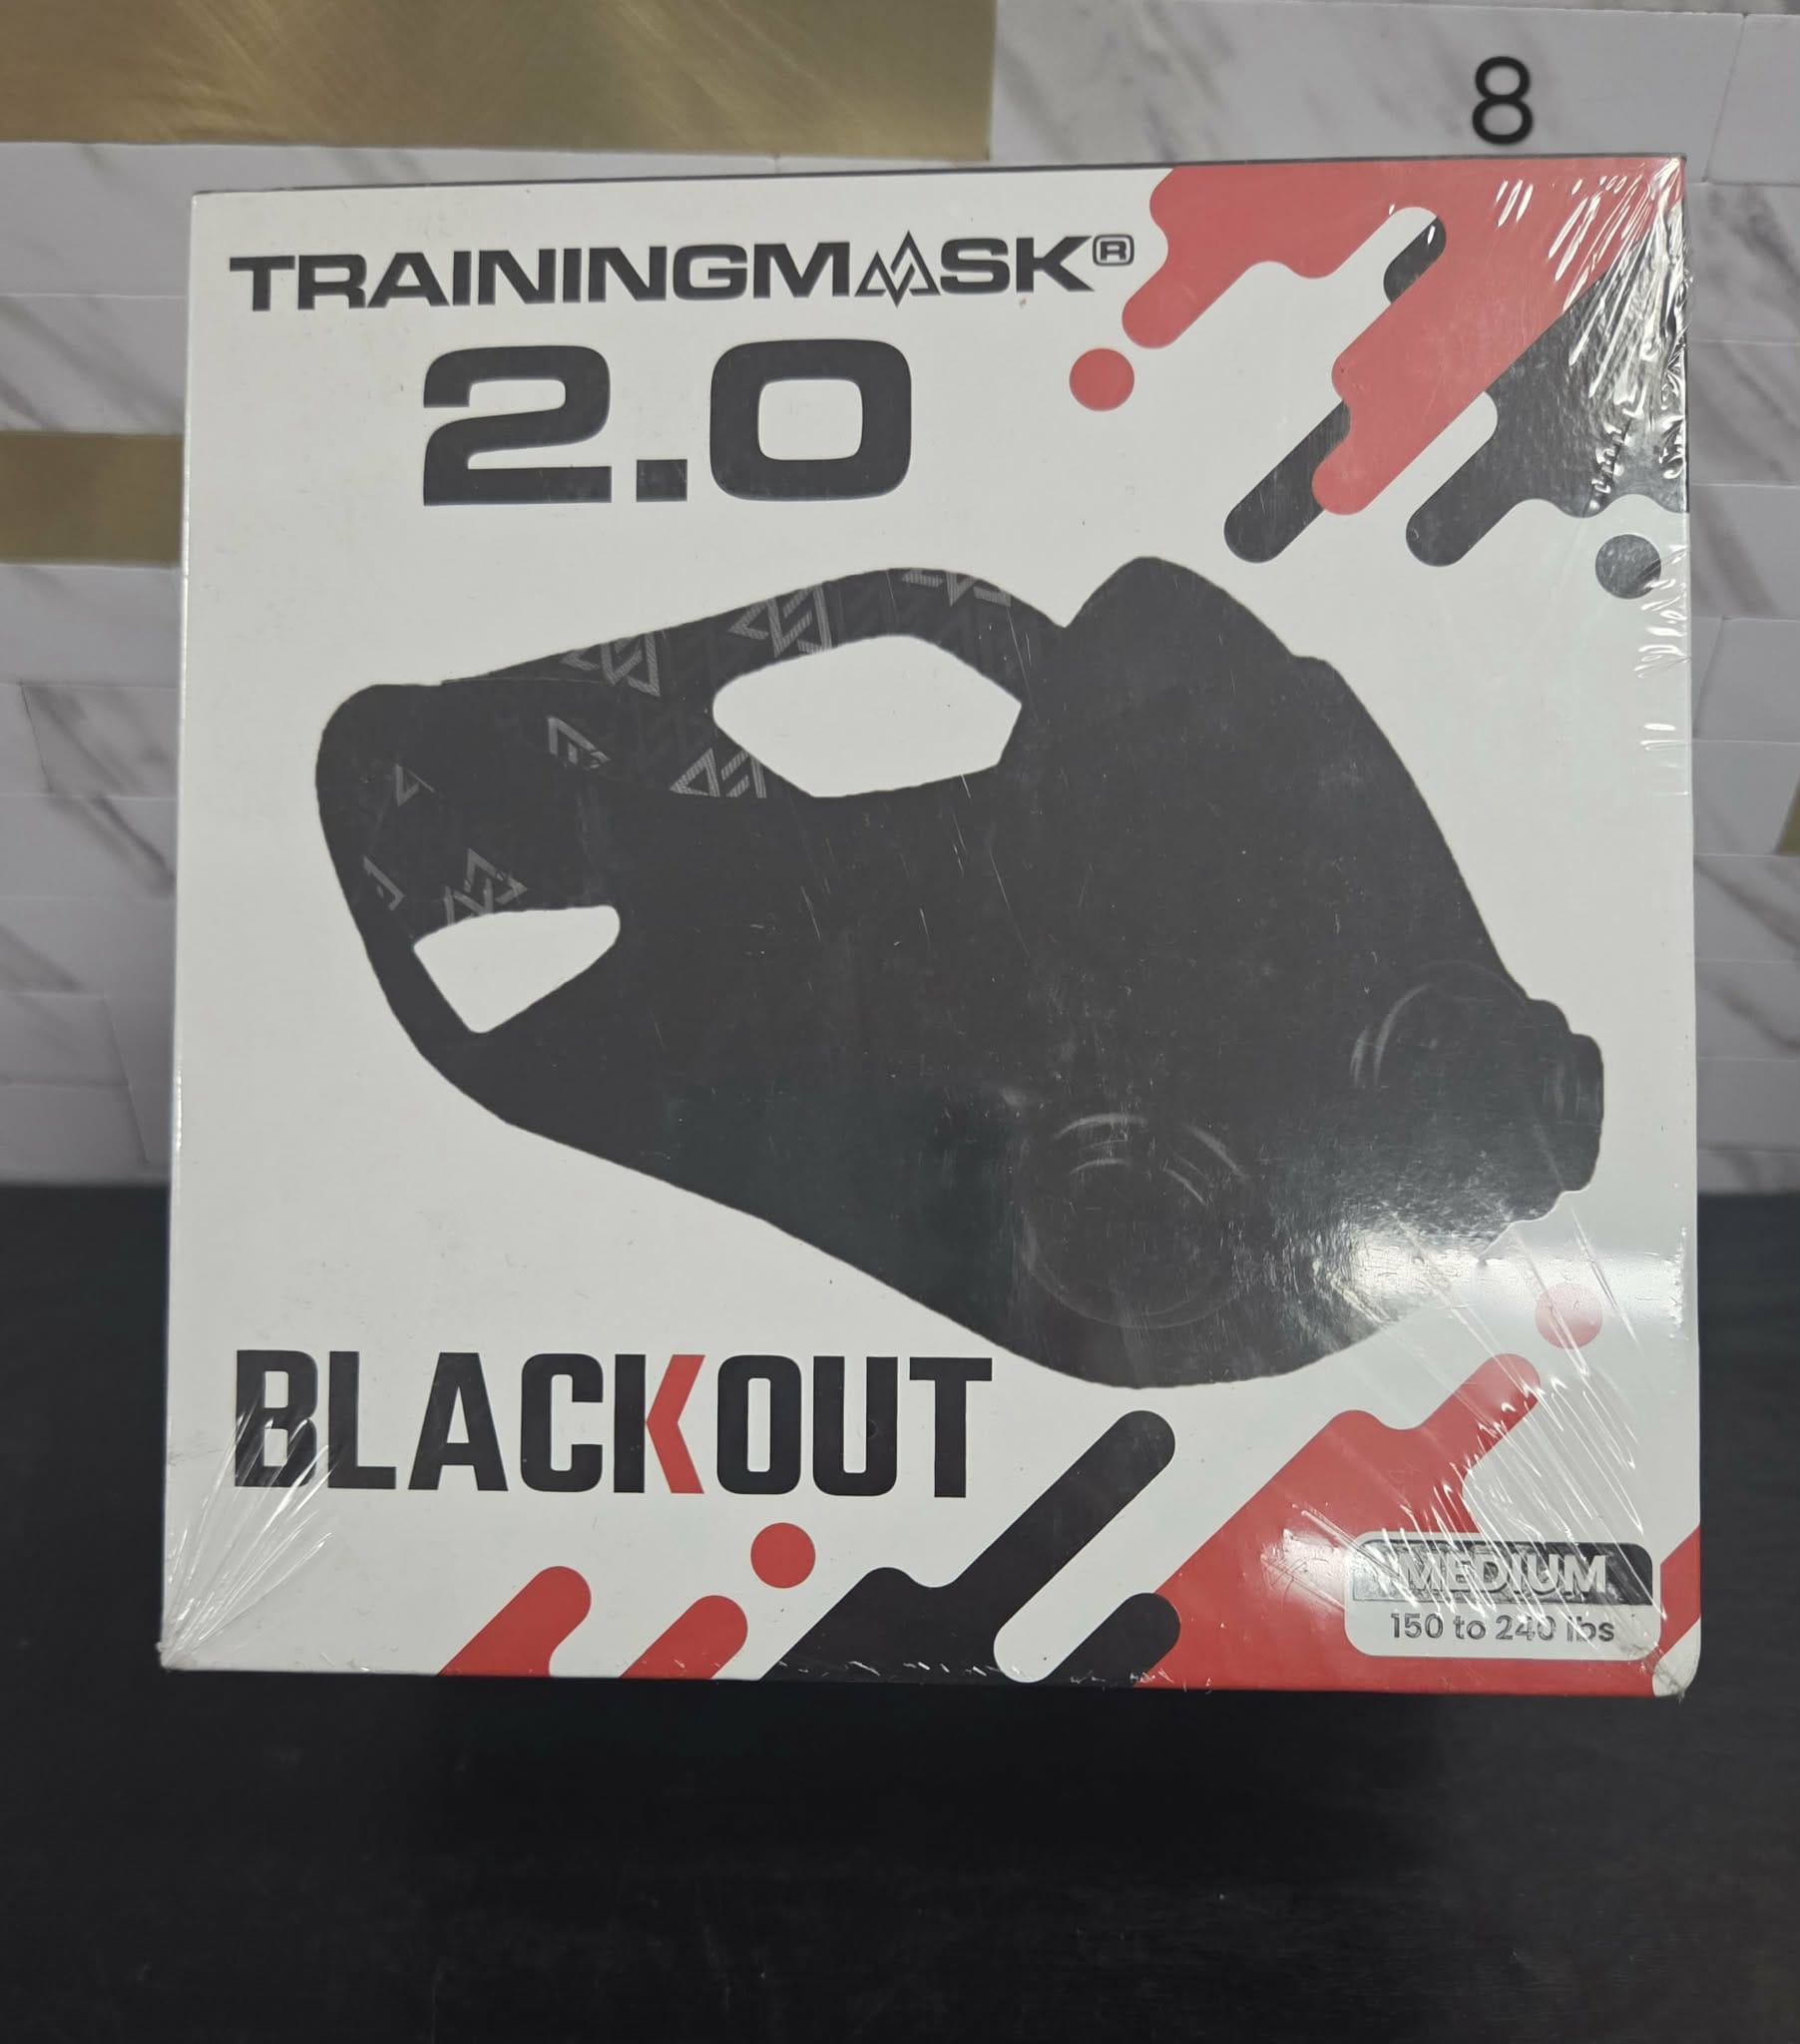 8
TRAININGMASK®
2.0
BLACKOUT
MEDIUM
150 to 240 lbs